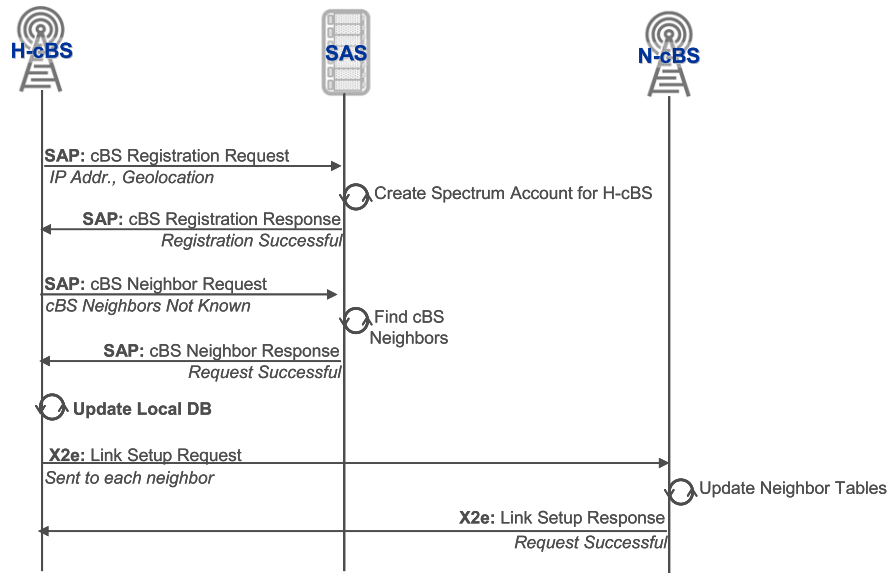 H-cBS
SAS
N-cBS
SAP: cBS Registration Request
IP Addr., Geolocation
Create Spectrum Account for H-cBS
SAP: cBS Registration Response
Registration Successful
SAP: cBS Neighbor Request
cBS Neighbors Not Known
Find cBS
Neighbors
SAP: cBS Neighbor Response
Request Successful
Update Local DB
X2e: Link Setup Request
Sent to each neighbor
Update Neighbor Tables
X2e: Link Setup Response
Request Successful